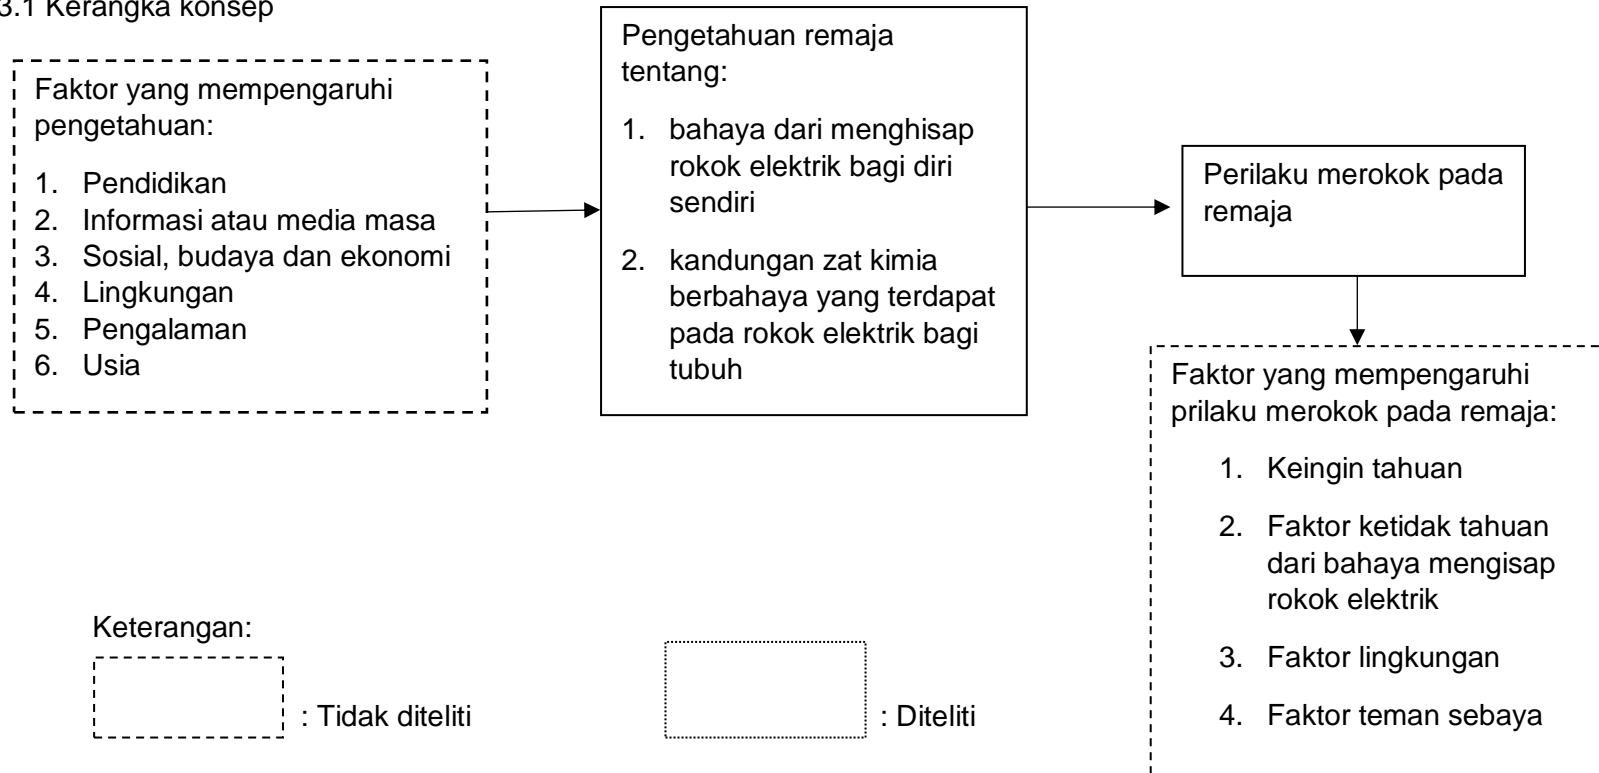 3.1 Kerangka konsep
Faktor yang mempengaruhi
pengetahuan:
1. Pendidikan
2. Informasi atau media masa
3. Sosial, budaya dan ekonomi
4. Lingkungan
5. Pengalaman
6. Usia
Pengetahuan remaja
tentang:
1. bahaya dari menghisap
rokok elektrik bagi diri
sendiri
2. kandungan zat kimia
berbahaya yang terdapat
pada rokok elektrik bagi
tubuh
Perilaku merokok pada
remaja
Faktor yang mempengaruhi
prilaku merokok pada remaja:
1. Keingin tahuan
2. Faktor ketidak tahuan
dari bahaya mengisap
rokok elektrik
3. Faktor lingkungan
4. Faktor teman sebaya
Keterangan:
: Tidak diteliti
: Diteliti